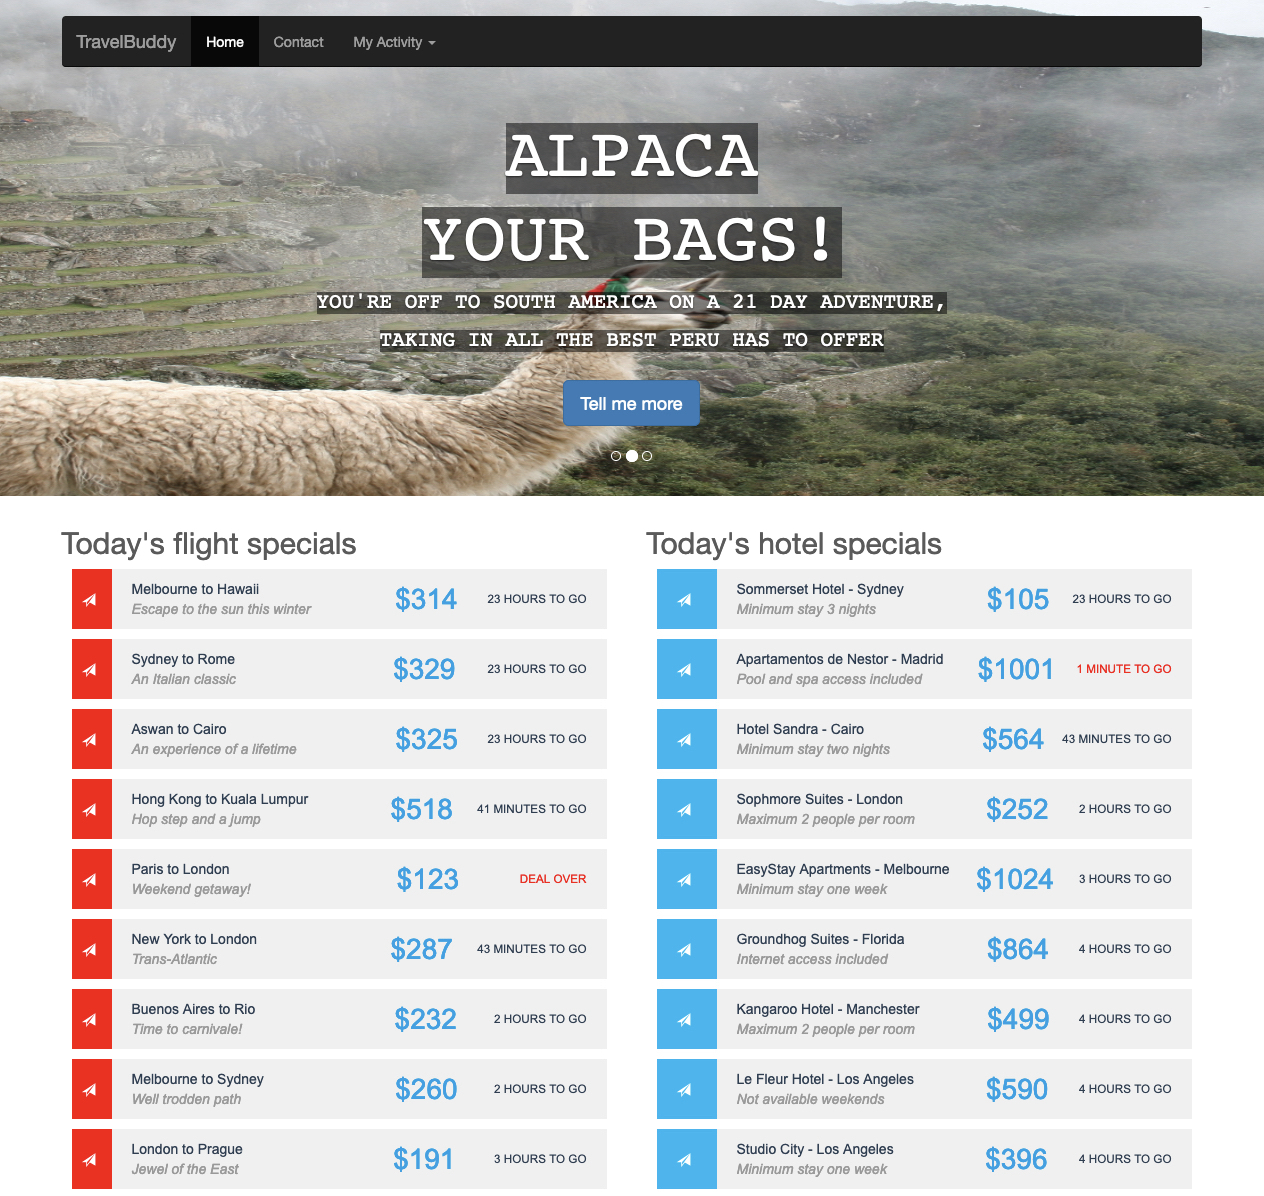 TravelBuddy Home Contact My Activity
ALPACA
YOUR BAGS!
YOU'RE OFF TO SOUTH AMERICA ON A 21 DAY ADVENTURE,
TAKING IN ALL THE BEST PERU HAS TO OFFER
Tell me more
Today's flight specials
Melbourne to Hawaii
Escape to the sun this winter
$314
23 HOURS TO GO
Sydney to Rome
An Italian classic
$329
23 HOURS TO GO
Aswan to Cairo
An experience of a lifetime
$325
23 HOURS TO GO
Hong Kong to Kuala Lumpur
Hop step and a jump
$518
41 MINUTES TO GO
Paris to London
Weekend getaway!
$123
DEAL OVER
New York to London
Trans-Atlantic
$287
43 MINUTES TO GO
Buenos Aires to Rio
Time to carnivale!
$232
2 HOURS TO GO
Melbourne to Sydney
Well trodden path
$260
2 HOURS TO GO
London to Prague
Jewel of the East
$191
3 HOURS TO GO
Today's hotel specials
Sommerset Hotel - Sydney
Minimum stay 3 nights
$105
23 HOURS TO GO
Apartamentos de Nestor - Madrid
Pool and spa access included
$1001
1 MINUTE TO GO
Hotel Sandra - Cairo
Minimum stay two nights
$564
43 MINUTES TO GO
Sophmore Suites - London
Maximum 2 people per room
$252
2 HOURS TO GO
EasyStay Apartments - Melbourne
Minimum stay one week
$1024
3 HOURS TO GO
Groundhog Suites - Florida
Internet access included
$864
4 HOURS TO GO
Kangaroo Hotel - Manchester
Maximum 2 people per room
$499
4 HOURS TO GO
Le Fleur Hotel - Los Angeles
Not available weekends
$590
4 HOURS TO GO
Studio City - Los Angeles
Minimum stay one week
$396
4 HOURS TO GO